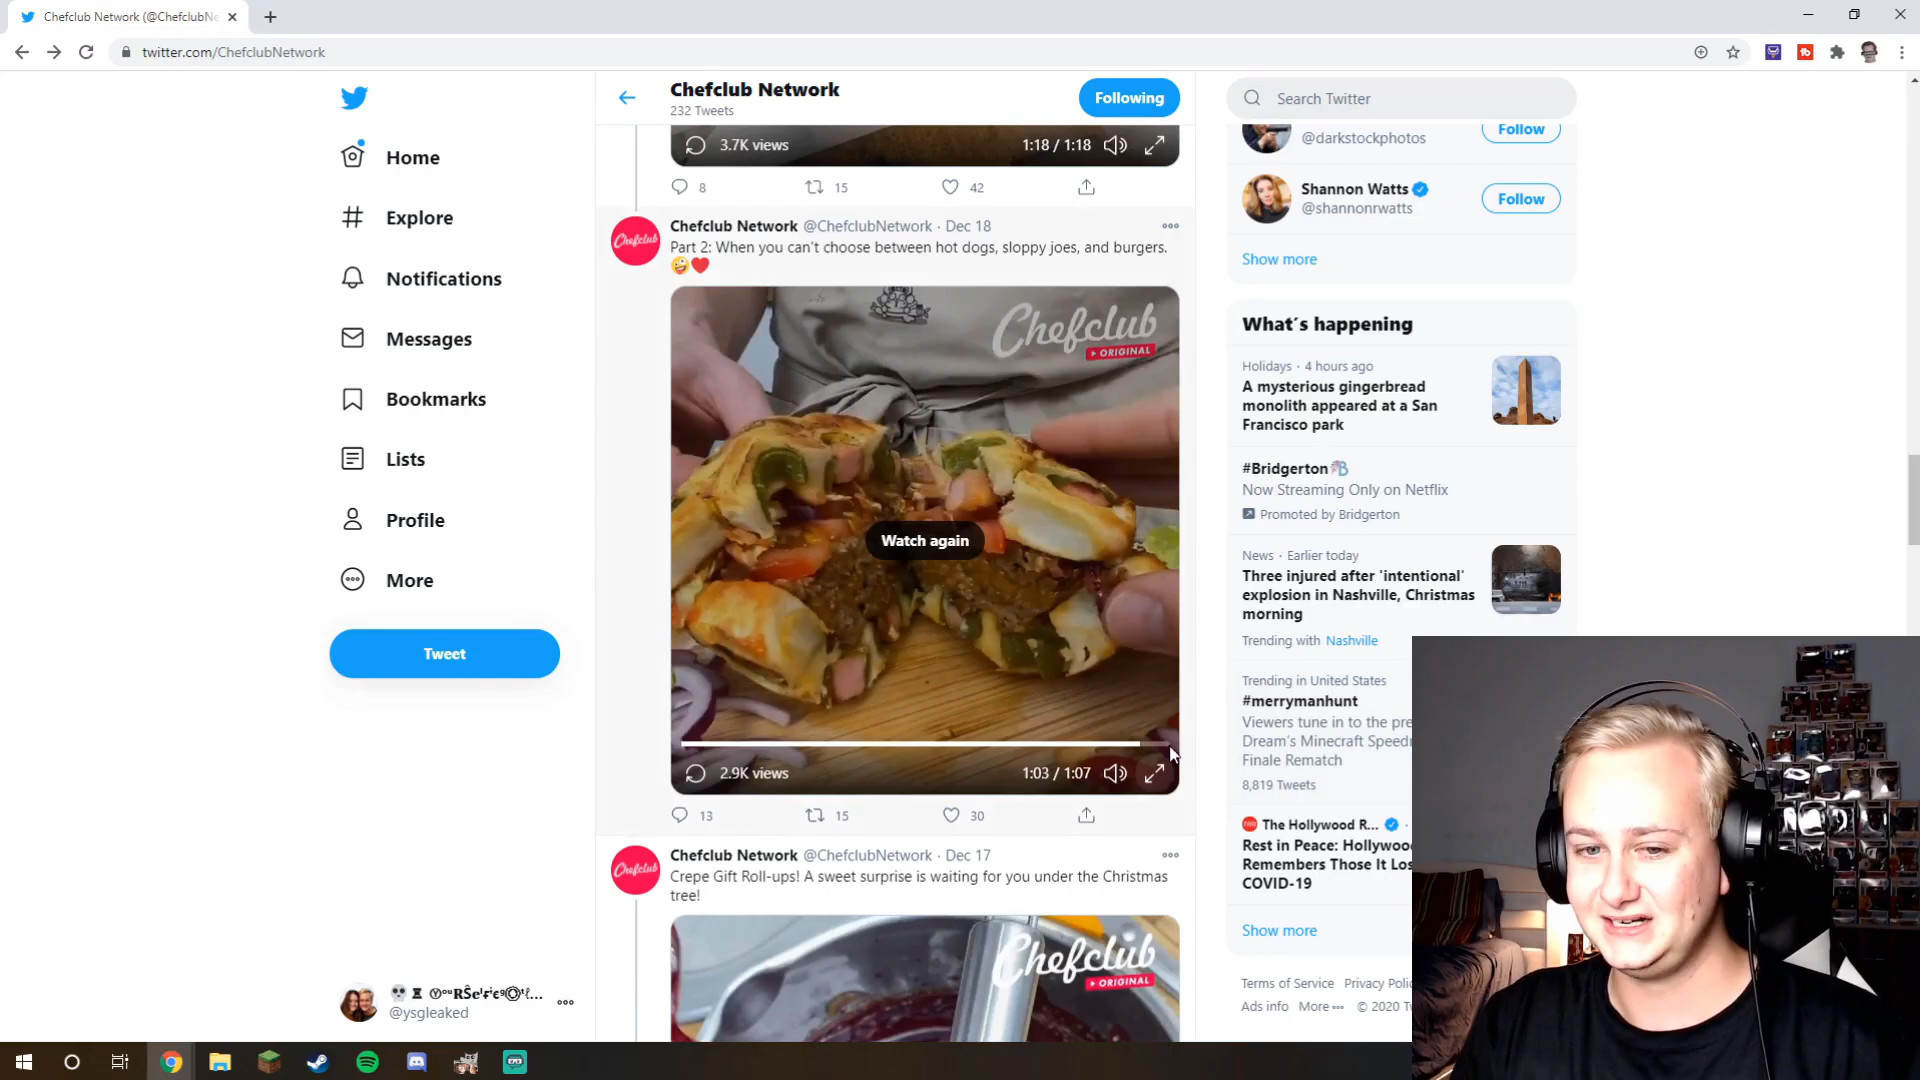 Chefclub Network (@ChefclubNe
twitter.com/ChefclubNetwork
Home
Explore
Notifications
Messages
Bookmarks
Lists
Profile
More
Tweet
@ysgleaked
Chefclub Network
232 Tweets
Following
3.7K views
1:18 / 1:18
8
15
42
Chefclub Network @ChefclubNetwork · Dec 18
Part 2: When you can't choose between hot dogs, sloppy joes, and burgers.
Chefclub
ORIGINAL
Watch again
2.9K views
1:03 / 1:07
13
15
30
Chefclub Network @ChefclubNetwork · Dec 17
Crepe Gift Roll-ups! A sweet surprise is waiting for you under the Christmas
tree!
Chefclub
ORIGINAL
Search Twitter
@darkstockphotos
Follow
Shannon Watts
@shannonrwatts
Follow
Show more
What's happening
Holidays · 4 hours ago
A mysterious gingerbread
monolith appeared at a San
Francisco park
#Bridgerton
Now Streaming Only on Netflix
Promoted by Bridgerton
News · Earlier today
Three injured after 'intentional'
explosion in Nashville, Christmas
morning
Trending with Nashville
Trending in United States
#merrymanhunt
Viewers tune in to the pre
Dream's Minecraft Speedr
Finale Rematch
8,819 Tweets
The Hollywood R... ·
Rest in Peace: Hollywoo
Remembers Those It Los
COVID-19
Show more
Terms of Service Privacy Polic
Ads info More ··· © 2020 Tw